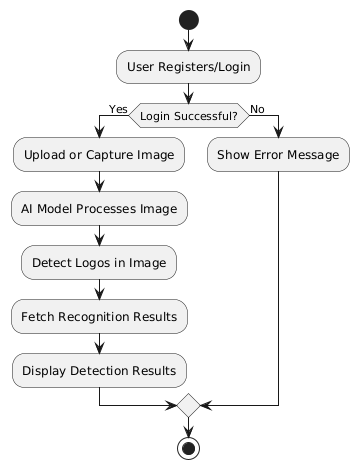 User Registers/Login
Login Successful?
Yes
No
Upload or Capture Image
Show Error Message
AI Model Processes Image
Detect Logos in Image
Fetch Recognition Results
Display Detection Results